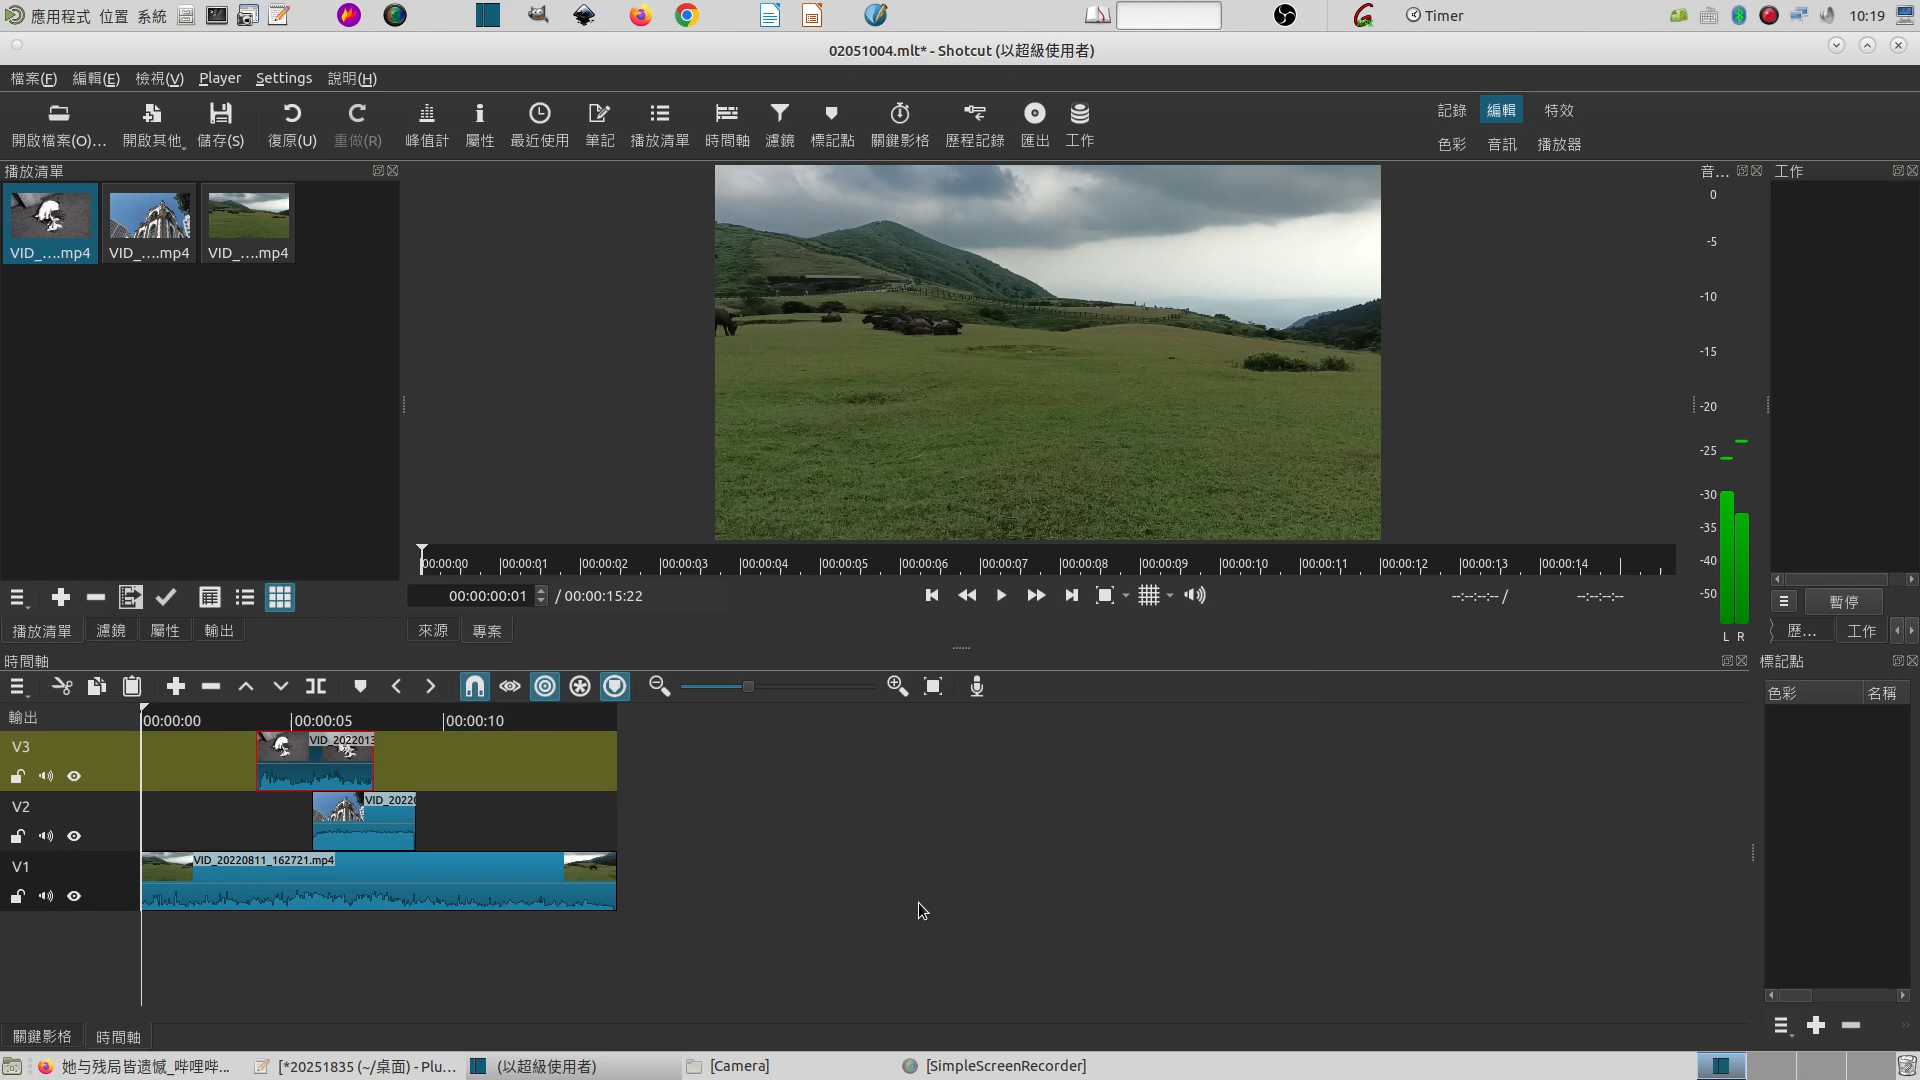 應用程式 位置 系統
Timer
10:19
02051004.mlt* - Shotcut (以超級使用者)
檔案(F) 編輯(E) 檢視(V) Player Settings 說明(H)
開啟檔案(O)... 開啟其他 儲存(S) 復原(U) 重做(R) 峰值計 屬性 最近使用 筆記 播放清單 時間軸 濾鏡 標記點 關鍵影格 歷程記錄 匯出 工作
記錄 編輯 特效
色彩 音訊 播放器
播放清單
音...
工作
VID_....mp4 VID_....mp4 VID_....mp4
0
-5
-10
-15
-20
-25
-30
-35
-40
-50
L R
00:00:00 00:00:01 00:00:02 00:00:03 00:00:04 00:00:05 00:00:06 00:00:07 00:00:08 00:00:09 00:00:10 00:00:11 00:00:12 00:00:13 00:00:14
00:00:00:01 / 00:00:15:22
--:--:--:-- / --:--:--:--
暫停
播放清單 濾鏡 屬性 輸出
來源 專案
歷... 工作
時間軸
標記點
色彩 名稱
輸出
00:00:00 00:00:05 00:00:10
V3
VID_2022013
V2
VID_2022
V1
VID_20220811_162721.mp4
關鍵影格 時間軸
她与残局皆遗憾_哔哩哔... [*20251835 (~/桌面) - Plu... (以超級使用者) [Camera] [SimpleScreenRecorder]